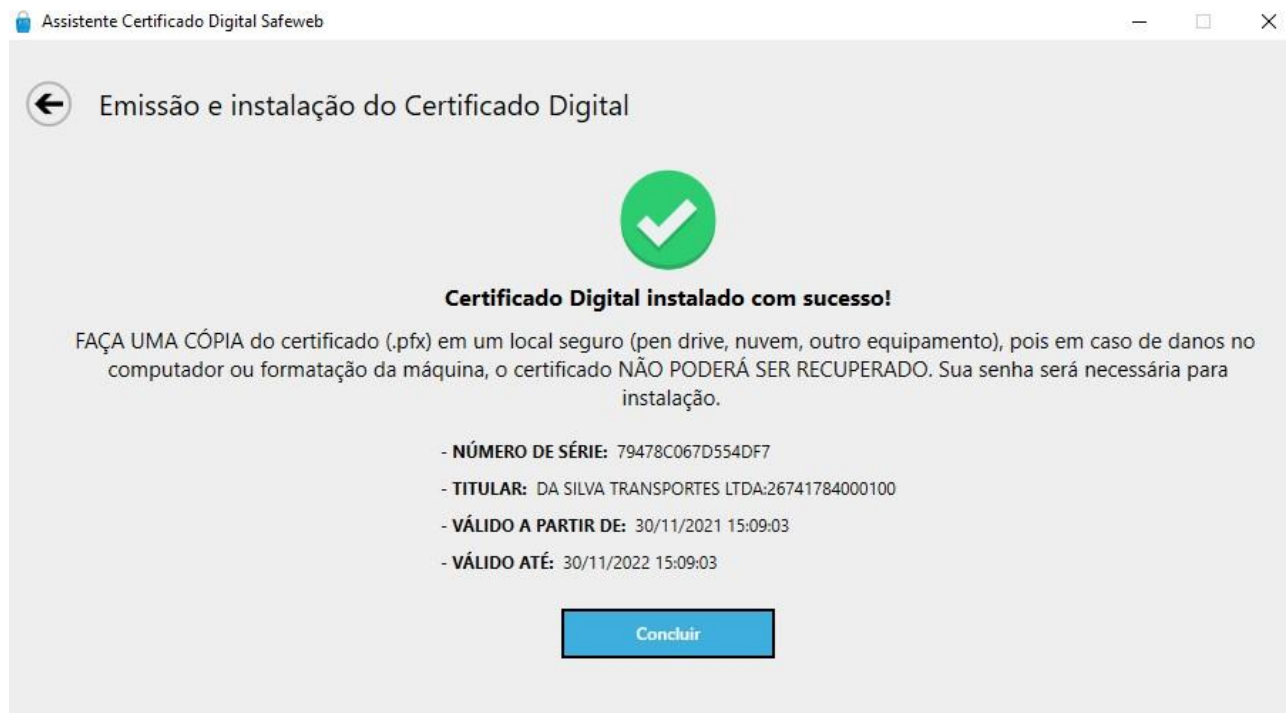 Assistente Certificado Digital Safeweb
Emissão e instalação do Certificado Digital
Certificado Digital instalado com sucesso!
FAÇA UMA CÓPIA do certificado (.pfx) em um local seguro (pen drive, nuvem, outro equipamento), pois em caso de danos no
computador ou formatação da máquina, o certificado NÃO PODERÁ SER RECUPERADO. Sua senha será necessária para
instalação.
- NÚMERO DE SÉRIE: 79478C067D554DF7
- TITULAR: DA SILVA TRANSPORTES LTDA:26741784000100
- VÁLIDO A PARTIR DE: 30/11/2021 15:09:03
- VÁLIDO ATÉ: 30/11/2022 15:09:03
Concluir